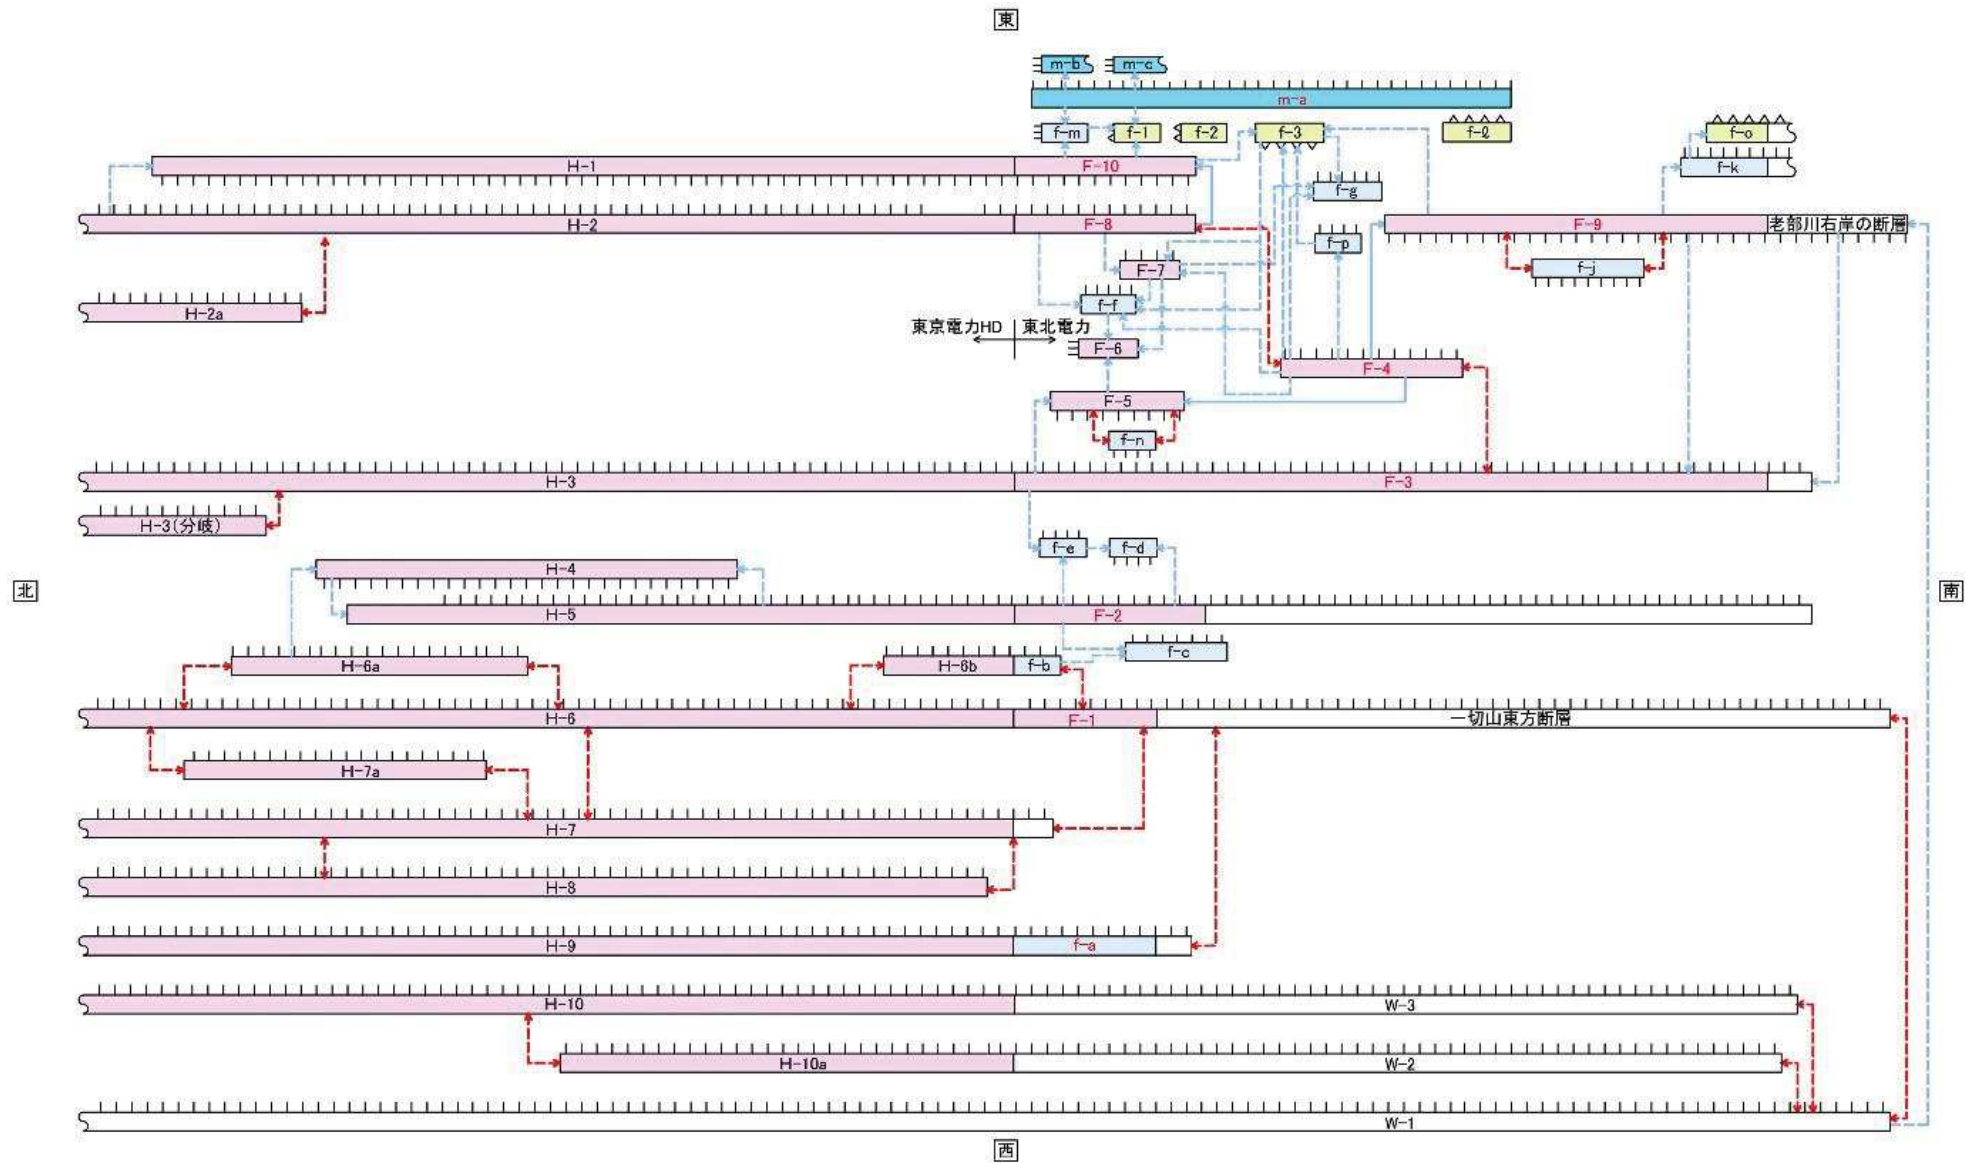 東
m-b
m-c
m-a
f-m
f-1
f-2
f-3
f-ℓ
f-o
H-1
F-10
f-k
f-g
H-2
F-8
F-9
老部川右岸の断層
f-p
F-7
f-j
H-2a
f-f
東京電力HD
東北電力
F-6
F-4
F-5
f-n
H-3
F-3
H-3(分岐)
f-e
f-d
H-4
北
南
H-5
F-2
H-6a
H-6b
f-b
f-c
H-6
F-1
一切山東方断層
H-7a
H-7
H-8
H-9
f-a
H-10
W-3
H-10a
W-2
W-1
西